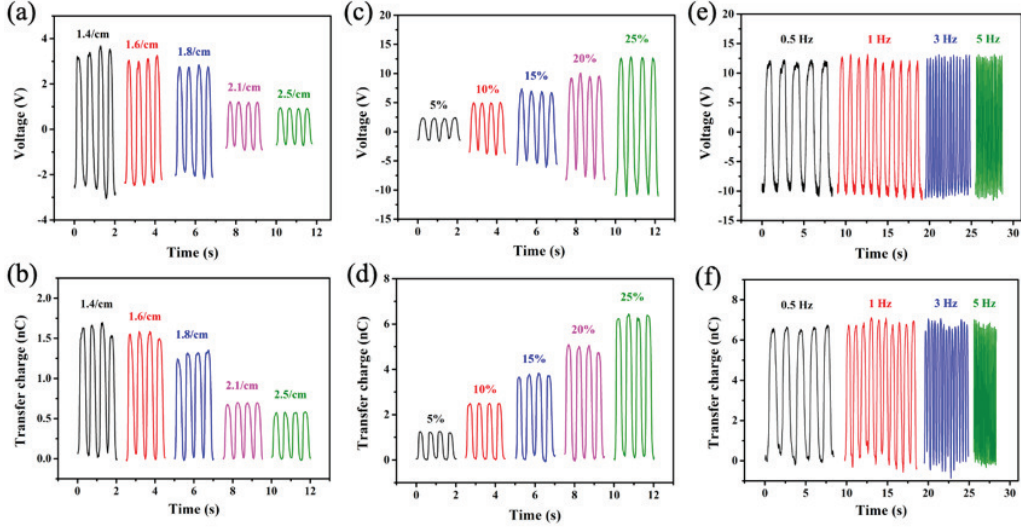 (a)
1.4/cm
1.6/cm
1.8/cm
2.1/cm
2.5/cm
Voltage (V)
4
2
0
-2
-4
0 2 4 6 8 10 12
Time (s)
(c)
5%
10%
15%
20%
25%
Voltage (V)
20
15
10
5
0
-5
-10
-15
0 2 4 6 8 10 12
Time (s)
(e)
0.5 Hz
1 Hz
3 Hz
5 Hz
Voltage (V)
20
15
10
5
0
-5
-10
-15
0 5 10 15 20 25 30
Time (s)
(b)
1.4/cm
1.6/cm
1.8/cm
2.1/cm
2.5/cm
Transfer charge (nC)
2.0
1.5
1.0
0.5
0.0
0 2 4 6 8 10 12
Time (s)
(d)
5%
10%
15%
20%
25%
Transfer charge (nC)
8
6
4
2
0
0 2 4 6 8 10 12
Time (s)
(f)
0.5 Hz
1 Hz
3 Hz
5 Hz
Transfer charge (nC)
9
6
3
0
0 5 10 15 20 25 30
Time (s)